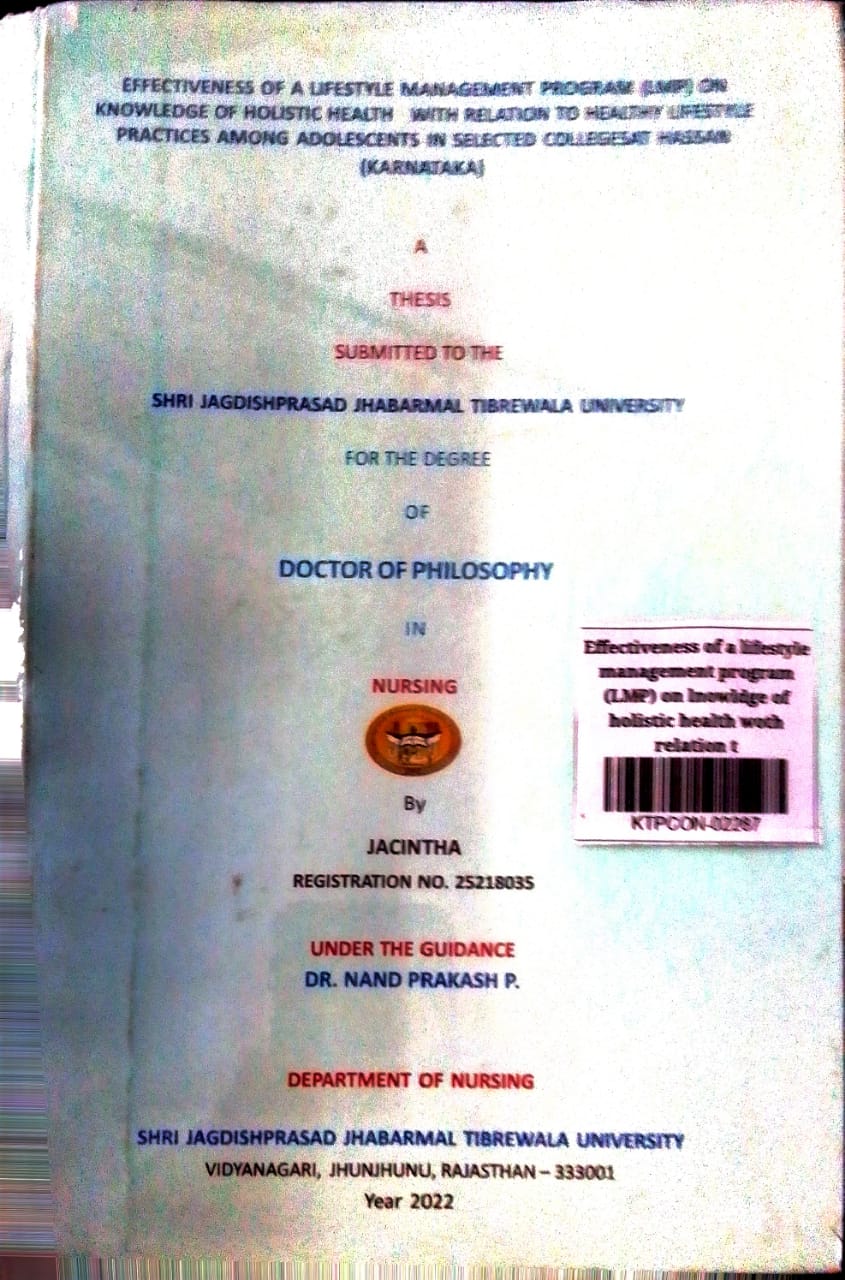 EFFECTIVENESS OF A LIFESTYLE MANAGEMENT PROGRAM (LMP) ON
KNOWLEDGE OF HOLISTIC HEALTH WITH RELATION TO HEALTHY LIFESTYLE
PRACTICES AMONG ADOLESCENTS IN SELECTED COLLEGESAT HASSAN
(KARNATAKA)
A
THESIS
SUBMITTED TO THE
SHRI JAGDISHPRASAD JHABARMAL TIBREWALA UNIVERSITY
FOR THE DEGREE
OF
DOCTOR OF PHILOSOPHY
IN
NURSING
By
JACINTHA
REGISTRATION NO. 25218035
UNDER THE GUIDANCE
DR. NAND PRAKASH P.
DEPARTMENT OF NURSING
SHRI JAGDISHPRASAD JHABARMAL TIBREWALA UNIVERSITY
VIDYANAGARI, JHUNJHUNU, RAJASTHAN – 333001
Year 2022
Effectiveness of a lifestyle
management program
(LMP) on lnowldge of
holistic health woth
relation t
KTPCON-02287